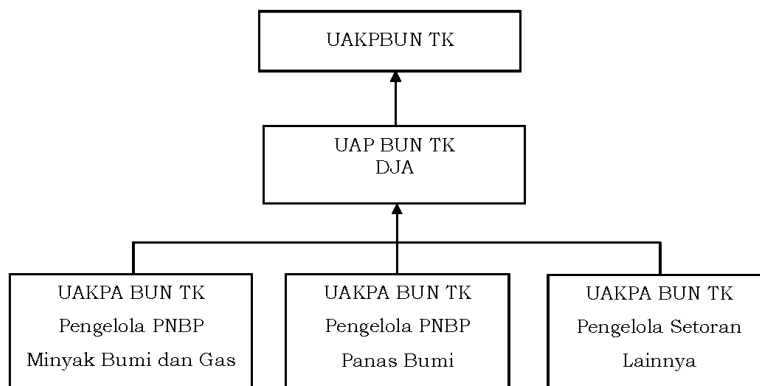 UAKPBUN TK
UAP BUN TK
DJA
UAKPA BUN TK
Pengelola PNBP
Minyak Bumi dan Gas
UAKPA BUN TK
Pengelola PNBP
Panas Bumi
UAKPA BUN TK
Pengelola Setoran
Lainnya